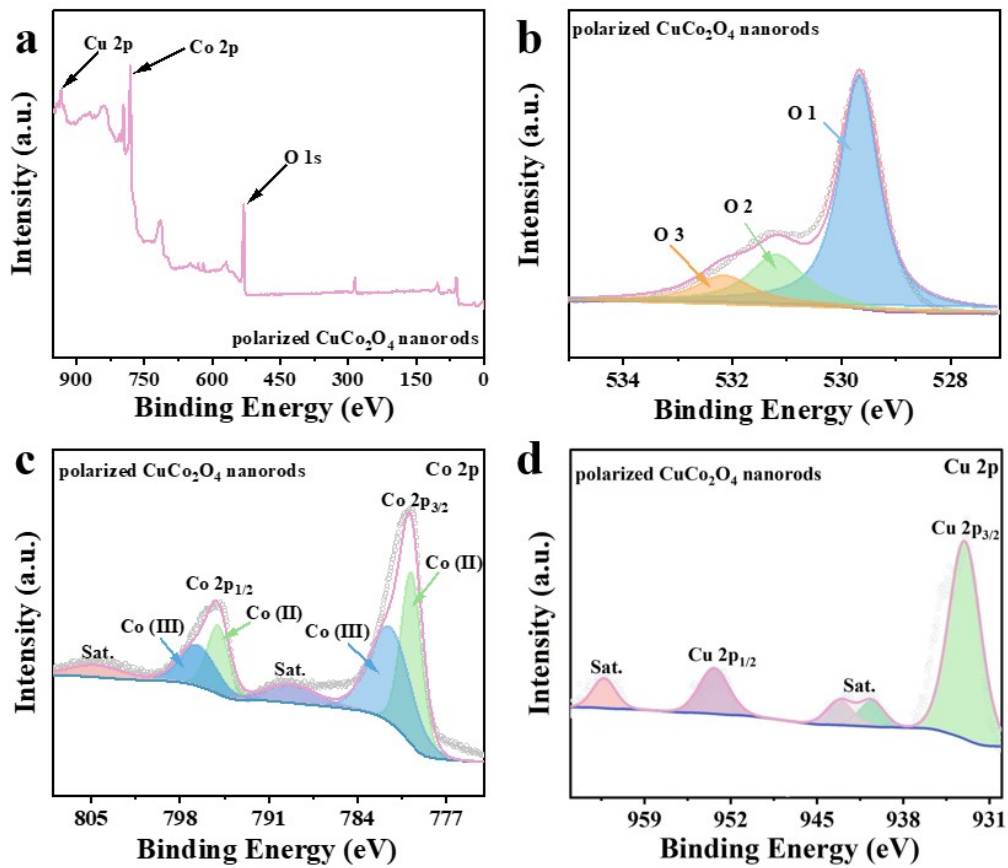 a
Cu 2p
Co 2p
O 1s
polarized CuCo₂O₄ nanorods
Intensity (a.u.)
900 750 600 450 300 150 0
Binding Energy (eV)
b
polarized CuCo₂O₄ nanorods
O 1
O 2
O 3
Intensity (a.u.)
534 532 530 528
Binding Energy (eV)
c
polarized CuCo₂O₄ nanorods
Co 2p
Co 2p₃/₂
Co (II)
Co 2p₁/₂
Co (III)
Co (II)
Co (III)
Sat.
Sat.
Intensity (a.u.)
805 798 791 784 777
Binding Energy (eV)
d
polarized CuCo₂O₄ nanorods
Cu 2p
Cu 2p₃/₂
Cu 2p₁/₂
Sat.
Sat.
Intensity (a.u.)
959 952 945 938 931
Binding Energy (eV)